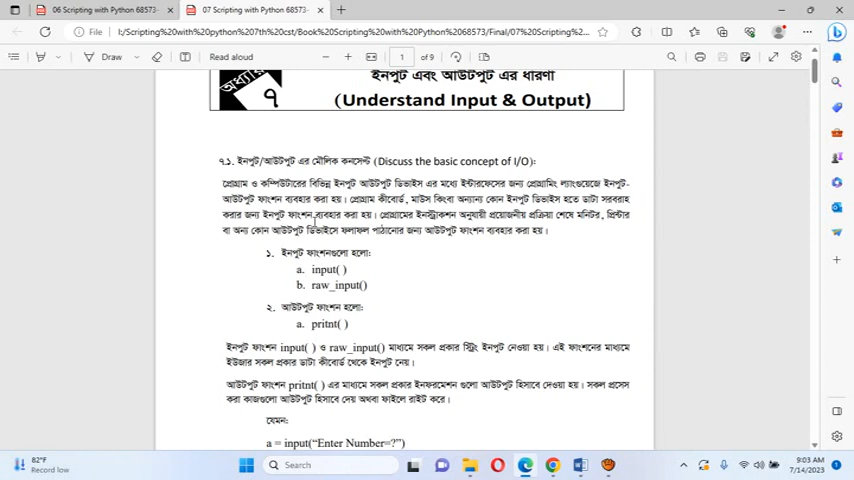 06 Scripting with Python 68573-
07 Scripting with Python 68573-
File
I:/Scripting%20with%20python%207th%20cst/Book%20Scripting%20with%20Python%2068573/Final/07%20Scripting...
Draw
Read aloud
1
of 9
অধ্যায়
৭
ইনপুট এবং আউটপুট এর ধারণা
(Understand Input & Output)
৭.১. ইনপুট/আউটপুট এর মৌলিক কনসেপ্ট (Discuss the basic concept of I/O):
প্রোগ্রাম ও কম্পিউটারের বিভিন্ন ইনপুট আউটপুট ডিভাইস এর মধ্যে ইন্টারফেসের জন্য প্রোগ্রামিং ল্যাংগুয়েজে ইনপুট-
আউটপুট ফাংশন ব্যবহার করা হয়। প্রোগ্রাম কীবোর্ড, মাউস কিংবা অন্যান্য কোন ইনপুট ডিভাইস হতে ডাটা সরবরাহ
করার জন্য ইনপুট ফাংশন ব্যবহার করা হয়। প্রোগ্রামের ইনস্ট্রাকশন অনুযায়ী প্রয়োজনীয় প্রক্রিয়া শেষে মনিটর, প্রিন্টার
বা অন্য কোন আউটপুট ডিভাইসে ফলাফল পাঠানোর জন্য আউটপুট ফাংশন ব্যবহার করা হয়।
১. ইনপুট ফাংশনগুলো হলো:
a. input( )
b. raw_input()
২. আউটপুট ফাংশন হলো:
a. pritnt( )
ইনপুট ফাংশন input( ) ও raw_input() মাধ্যমে সকল প্রকার স্ট্রিং ইনপুট নেওয়া হয়। এই ফাংশনের মাধ্যমে
ইউজার সকল প্রকার ডাটা কীবোর্ড থেকে ইনপুট নেয়।
আউটপুট ফাংশন pritnt( ) এর মাধ্যমে সকল প্রকার ইনফরমেশন গুলো আউটপুট হিসাবে দেওয়া হয়। সকল প্রসেস
করা কাজগুলো আউটপুট হিসাবে দেয় অথবা ফাইলে রাইট করে।
যেমন:
a = input(“Enter Number=?”)
82°F
Record low
Search
9:03 AM
7/14/2023